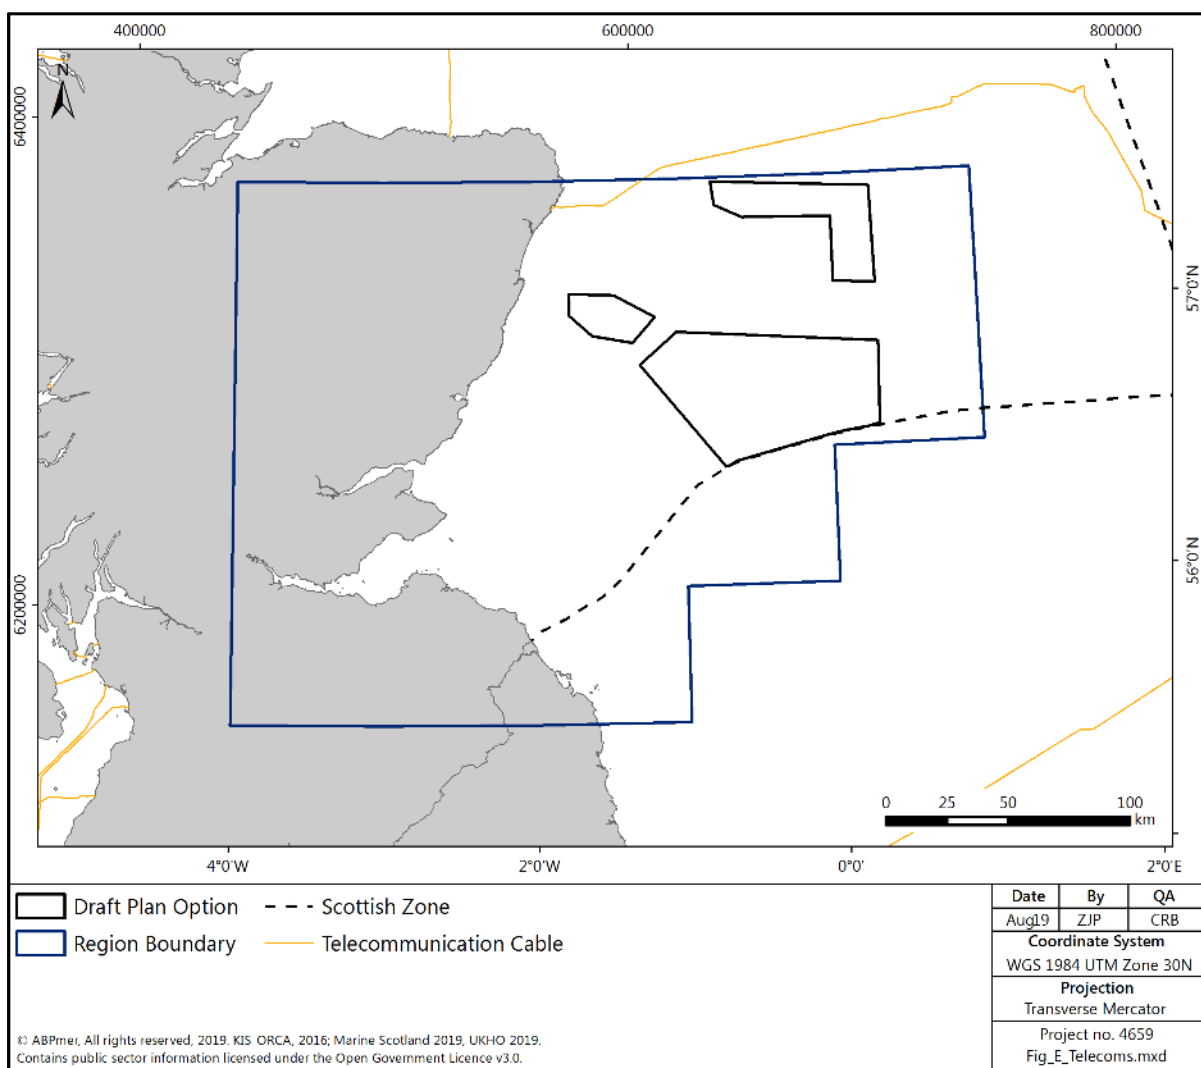 400000 600000 800000
N
6400000
57°0'N
56°0'N
6200000
0 25 50 100
km
4°0'W 2°0'W 0°0' 2°0'E
Draft Plan Option Scottish Zone
Region Boundary Telecommunication Cable
Date By QA
Aug19 ZJP CRB
Coordinate System
WGS 1984 UTM Zone 30N
Projection
Transverse Mercator
Project no. 4659
Fig_E_Telecoms.mxd
© ABPmer, All rights reserved, 2019. KIS ORCA, 2016; Marine Scotland 2019, UKHO 2019.
Contains public sector information licensed under the Open Government Licence v3.0.